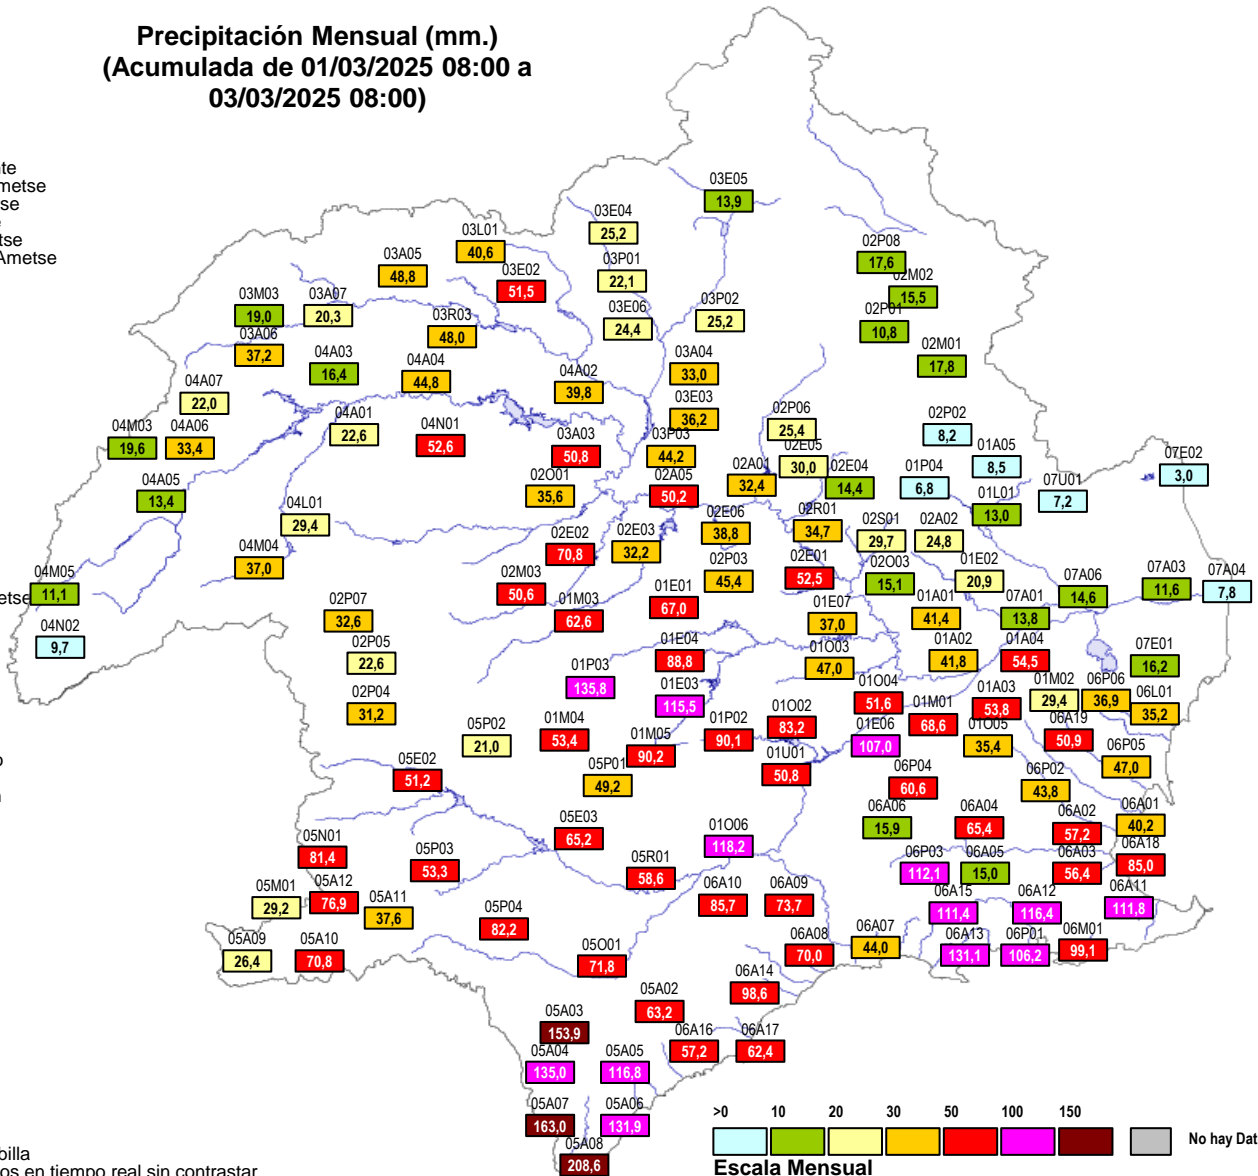 Precipitación Mensual (mm.)
(Acumulada de 01/03/2025 08:00 a
03/03/2025 08:00)
03E05
13,9
03E04
25,2
03L01
40,6
03A05
48,8
03E02
51,5
03P01
22,1
02P08
17,6
02M02
15,5
03M03
19,0
03A07
20,3
03R03
48,0
03E06
24,4
03P02
25,2
02P01
10,8
03A06
37,2
04A03
16,4
04A04
44,8
04A02
39,8
03A04
33,0
02M01
17,8
04A07
22,0
03E03
36,2
04M03
19,6
04A06
33,4
04A01
22,6
04N01
52,6
03A03
50,8
03P03
44,2
02P06
25,4
02P02
8,2
02E05
30,0
01A05
8,5
07E02
3,0
04A05
13,4
02O01
35,6
02A05
50,2
02A01
32,4
02E04
14,4
01P04
6,8
07U01
7,2
01L01
13,0
04L01
29,4
02E06
38,8
02R01
34,7
02S01
29,7
02A02
24,8
02E02
70,8
02E03
32,2
04M04
37,0
04M05
11,1
02M03
50,6
02P03
45,4
02E01
52,5
02O03
15,1
01E02
20,9
07A06
14,6
07A03
11,6
07A04
7,8
04N02
9,7
02P07
32,6
01M03
62,6
01E01
67,0
01E07
37,0
01A01
41,4
07A01
13,8
02P05
22,6
01E04
88,8
01O03
47,0
01A02
41,8
01A04
54,5
07E01
16,2
02P04
31,2
01P03
135,8
01E03
115,5
01O04
51,6
01M01
68,6
01A03
53,8
01M02
29,4
06P06
36,9
06L01
35,2
05P02
21,0
01M04
53,4
01M05
90,2
01P02
90,1
01O02
83,2
01E06
107,0
01O05
35,4
06A19
50,9
06P05
47,0
05E02
51,2
05P01
49,2
01U01
50,8
06P04
60,6
06P02
43,8
05E03
65,2
01O06
118,2
06A06
15,9
06A04
65,4
06A02
57,2
06A01
40,2
05N01
81,4
05P03
53,3
05R01
58,6
06P03
112,1
06A05
15,0
06A03
56,4
06A18
85,0
05M01
29,2
05A12
76,9
05A11
37,6
06A10
85,7
06A09
73,7
06A15
111,4
06A12
116,4
06A11
111,8
05P04
82,2
05A09
26,4
05A10
70,8
05O01
71,8
06A08
70,0
06A07
44,0
06A13
131,1
06P01
106,2
06M01
99,1
05A02
63,2
06A14
98,6
05A03
153,9
06A16
57,2
06A17
62,4
05A04
135,0
05A05
116,8
05A07
163,0
05A06
131,9
05A08
208,6
>0 10 20 30 50 100 150
No hay Dat
Escala Mensual
nte
metse
se
tse
Ametse
etse
billa
os en tiempo real sin contrastar